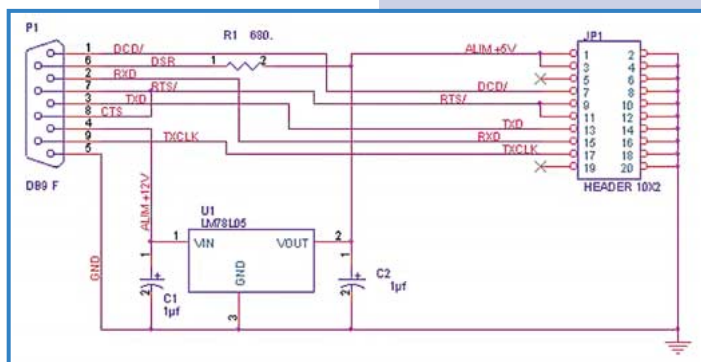 P1
DB9 F
1
6
2
7
3
8
4
9
5
DCD/
DSR
RXD
RTS/
TXD
CTS
TXCLK
R1 680.
1
2
ALIM +5V
DCD/
RTS/
TXD
RXD
TXCLK
JP1
1 2
3 4
5 6
7 8
9 10
11 12
13 14
15 16
17 18
19 20
HEADER 10X2
ALIM +12V
GND
U1
LM78L05
1
VIN
VOUT
2
GND
3
1
+
2
C1
1µf
1
+
2
C2
1µf